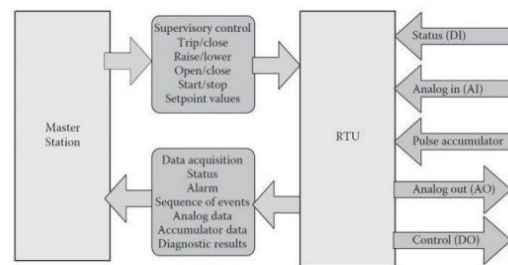 Master
Station
Supervisory control
Trip/close
Raise/lower
Open/close
Start/stop
Setpoint values
Data acquisition
Status
Alarm
Sequence of events
Analog data
Accumulator data
Diagnostic results
RTU
Status (DI)
Analog in (AI)
Pulse accumulator
Analog out (AO)
Control (DO)